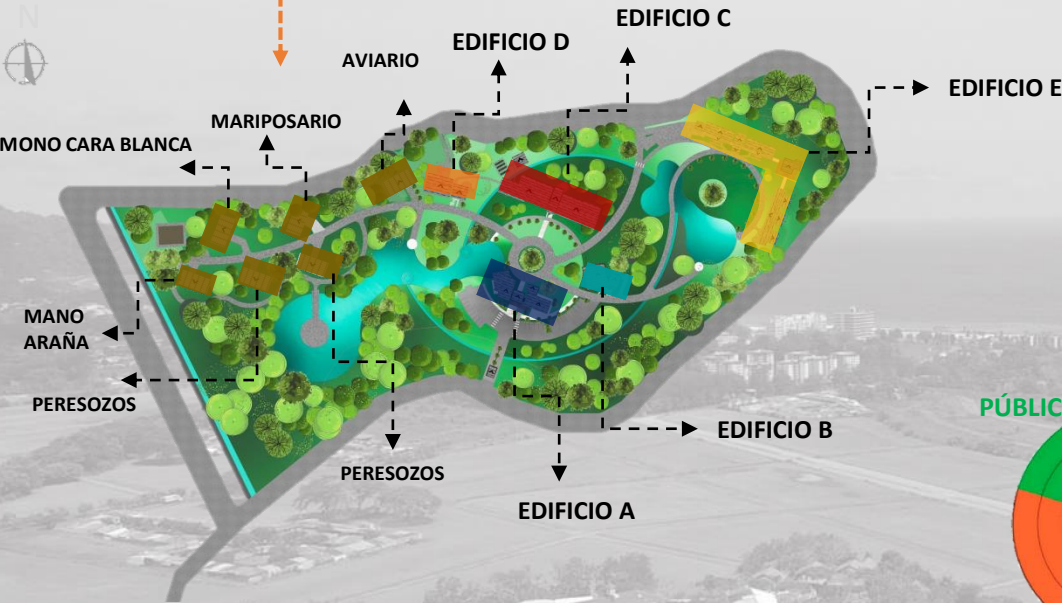 N
EDIFICIO C
EDIFICIO D
AVIARIO
EDIFICIO E
MARIPOSARIO
MONO CARA BLANCA
MANO
ARAÑA
PERESOZOS
PÚBLIC
EDIFICIO B
PERESOZOS
EDIFICIO A